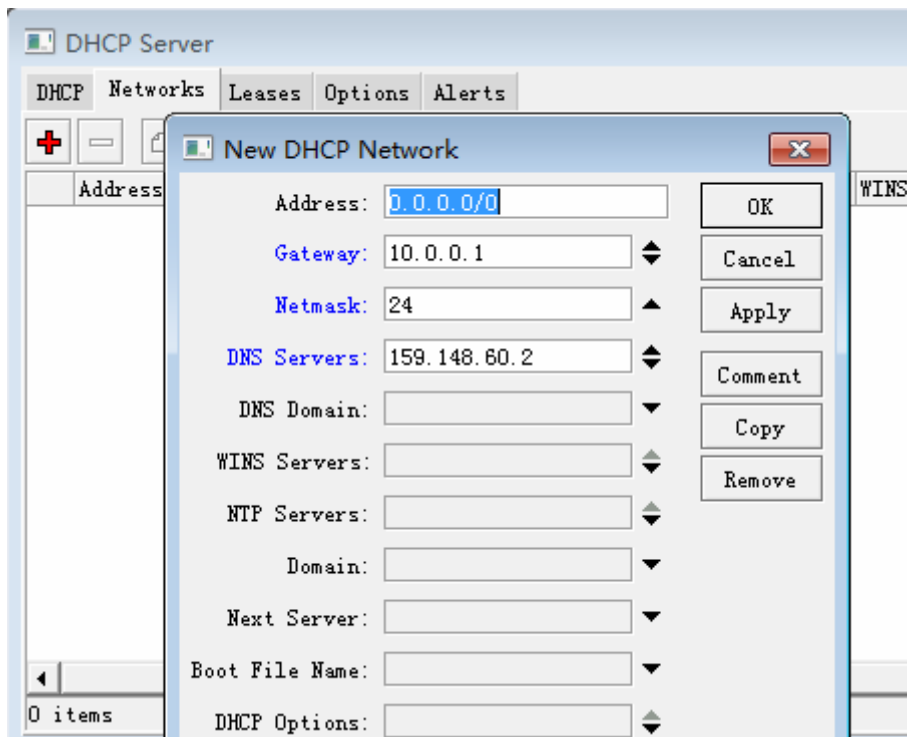 DHCP Server
DHCP Networks Leases Options Alerts
New DHCP Network
Address WINS
Address: 0.0.0.0/0 OK
Gateway: 10.0.0.1 Cancel
Netmask: 24 Apply
DNS Servers: 159.148.60.2 Comment
DNS Domain: Copy
WINS Servers: Remove
NTP Servers:
Domain:
Next Server:
Boot File Name:
0 items
DHCP Options: